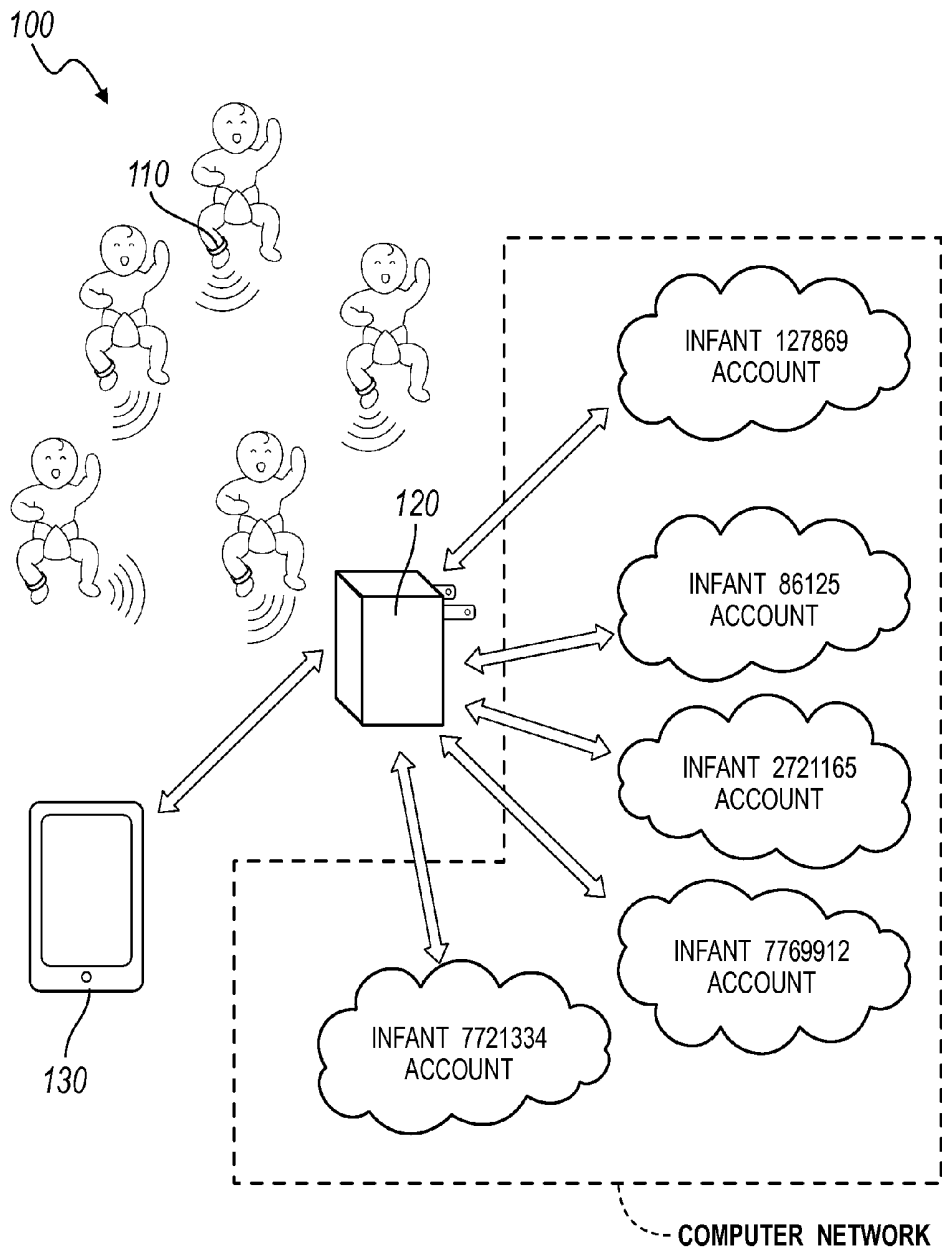 100
110
INFANT 127869
ACCOUNT
120
INFANT 86125
ACCOUNT
INFANT 2721165
ACCOUNT
INFANT 7769912
ACCOUNT
INFANT 7721334
ACCOUNT
130
COMPUTER NETWORK